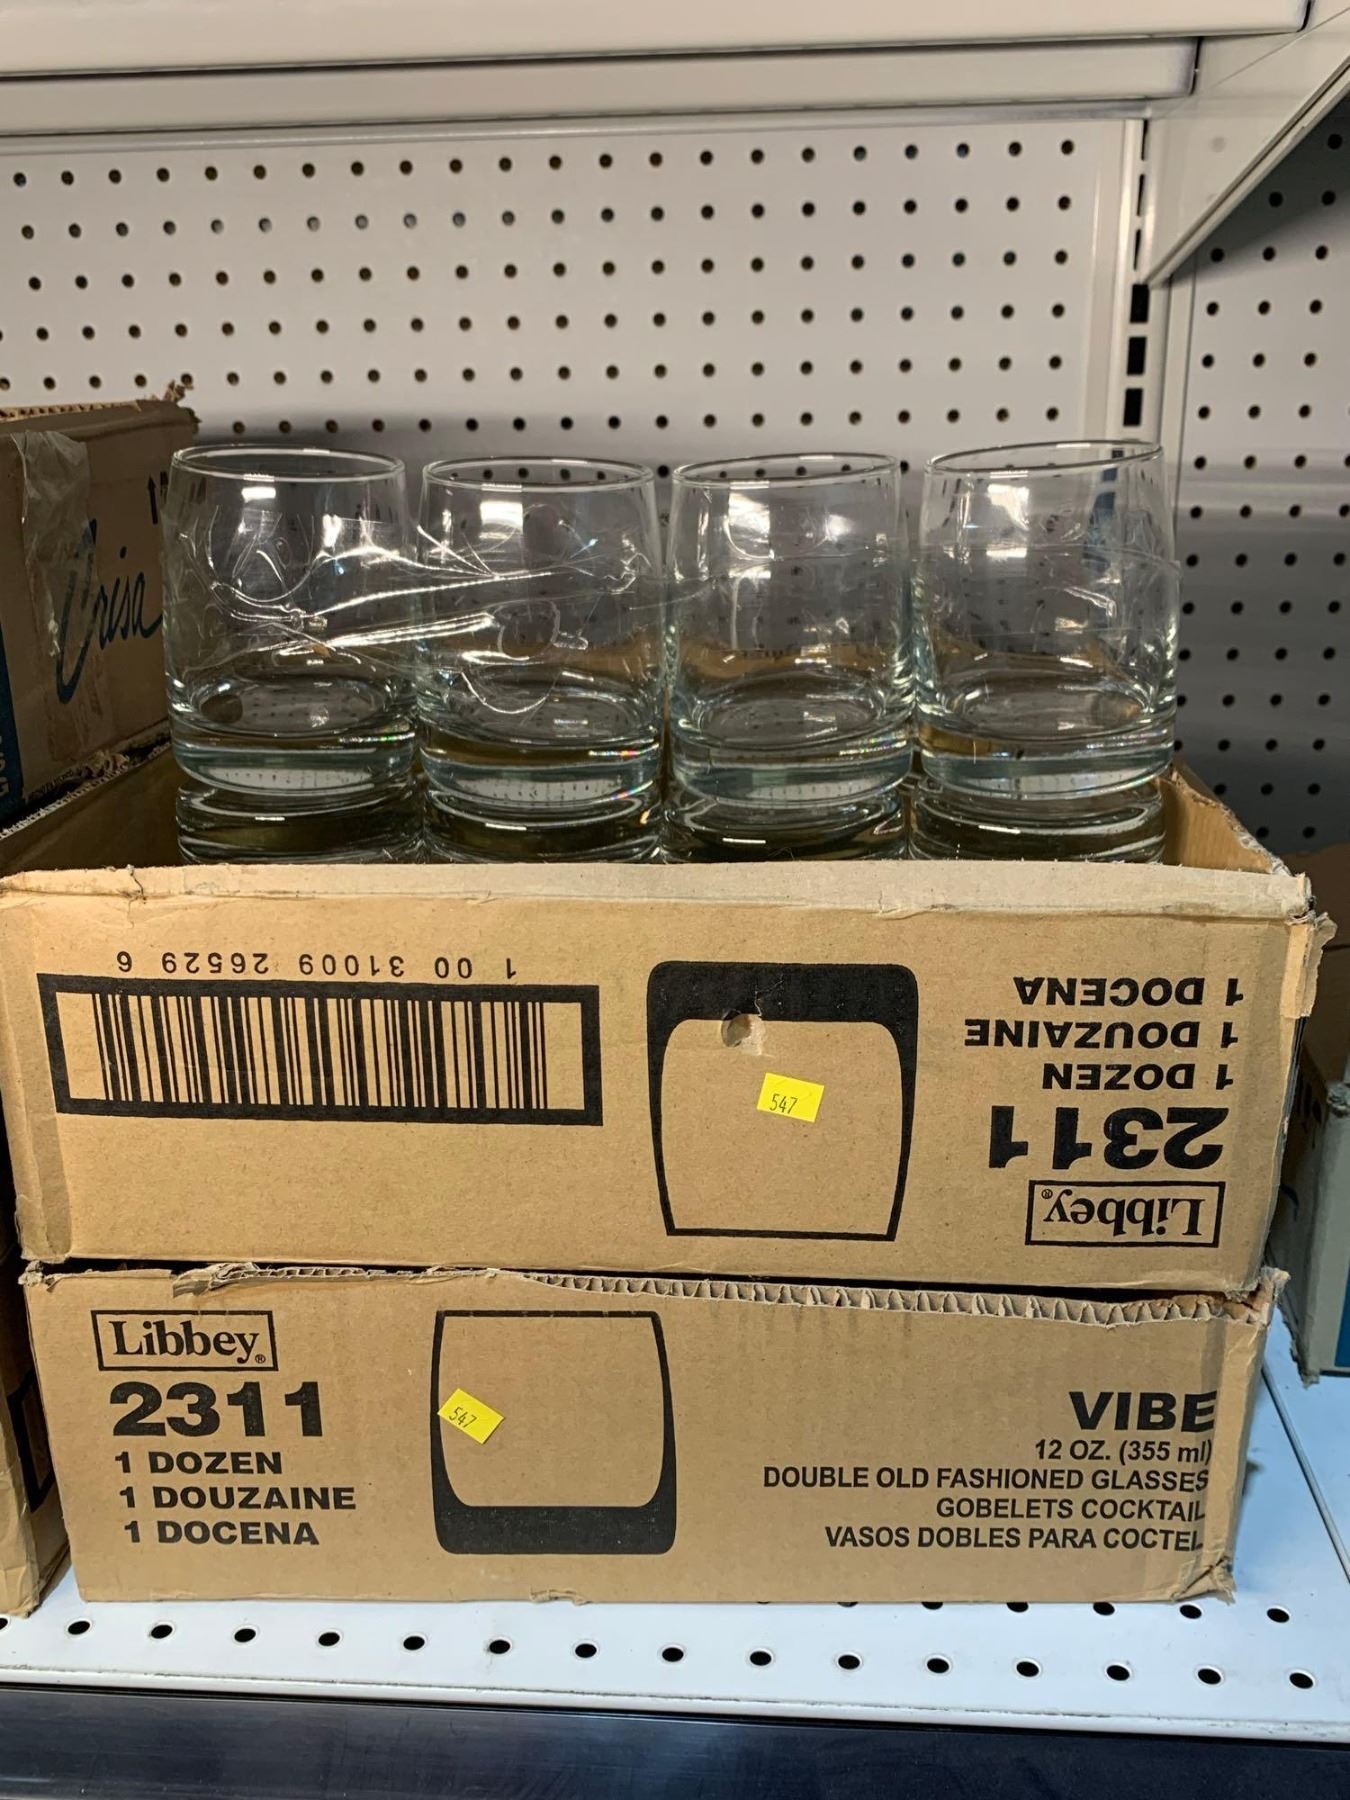 Crisa
1 00 31009 26529 6
547
Libbey®
2311
1 DOZEN
1 DOUZAINE
1 DOCENA
Libbey®
2311
1 DOZEN
1 DOUZAINE
1 DOCENA
547
VIBE
12 OZ. (355 ml)
DOUBLE OLD FASHIONED GLASSES
GOBELETS COCKTAIL
VASOS DOBLES PARA COCTEL